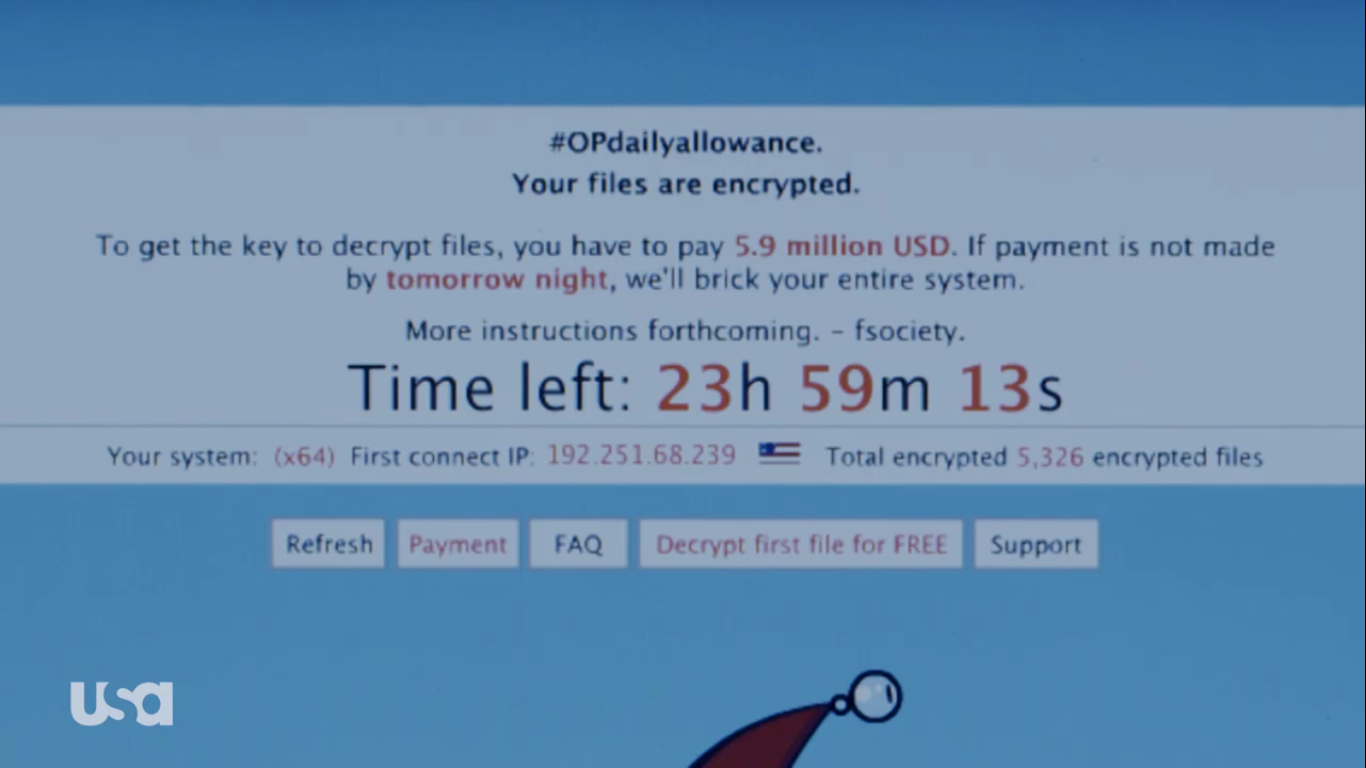 #OPdailyallowance.
Your files are encrypted.
To get the key to decrypt files, you have to pay 5.9 million USD. If payment is not made
by tomorrow night, we'll brick your entire system.
More instructions forthcoming. – fsociety.
Time left: 23h 59m 13s
Your system: (x64) First connect IP: 192.251.68.239 Total encrypted 5,326 encrypted files
Refresh Payment FAQ Decrypt first file for FREE Support
usa